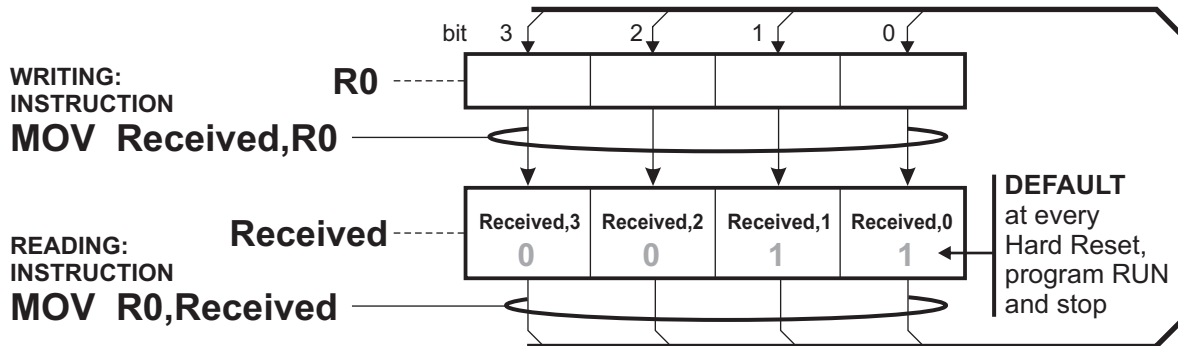 bit 3 2 1 0
WRITING:
INSTRUCTION
R0
MOV Received,R0
Received
Received,3 Received,2 Received,1 Received,0
0 0 1 1
DEFAULT
at every
Hard Reset,
program RUN
and stop
READING:
INSTRUCTION
MOV R0,Received